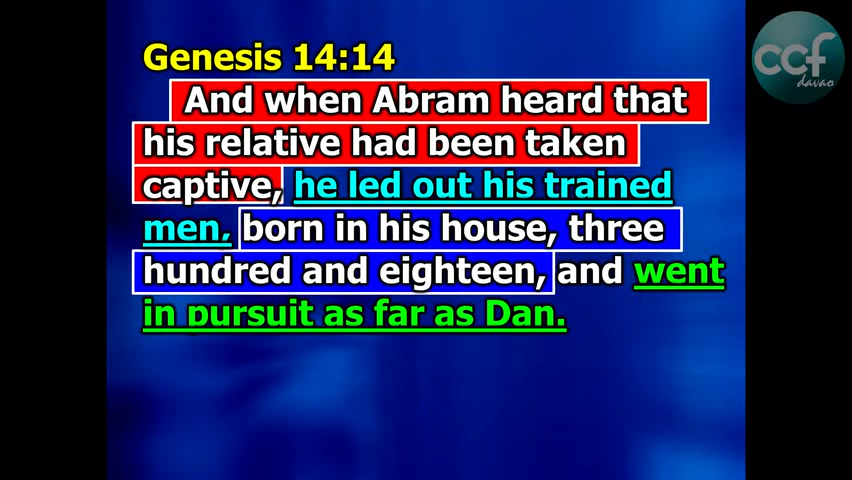 Genesis 14:14
And when Abram heard that
his relative had been taken
captive, he led out his trained
men, born in his house, three
hundred and eighteen, and went
in pursuit as far as Dan.
ccf
davao